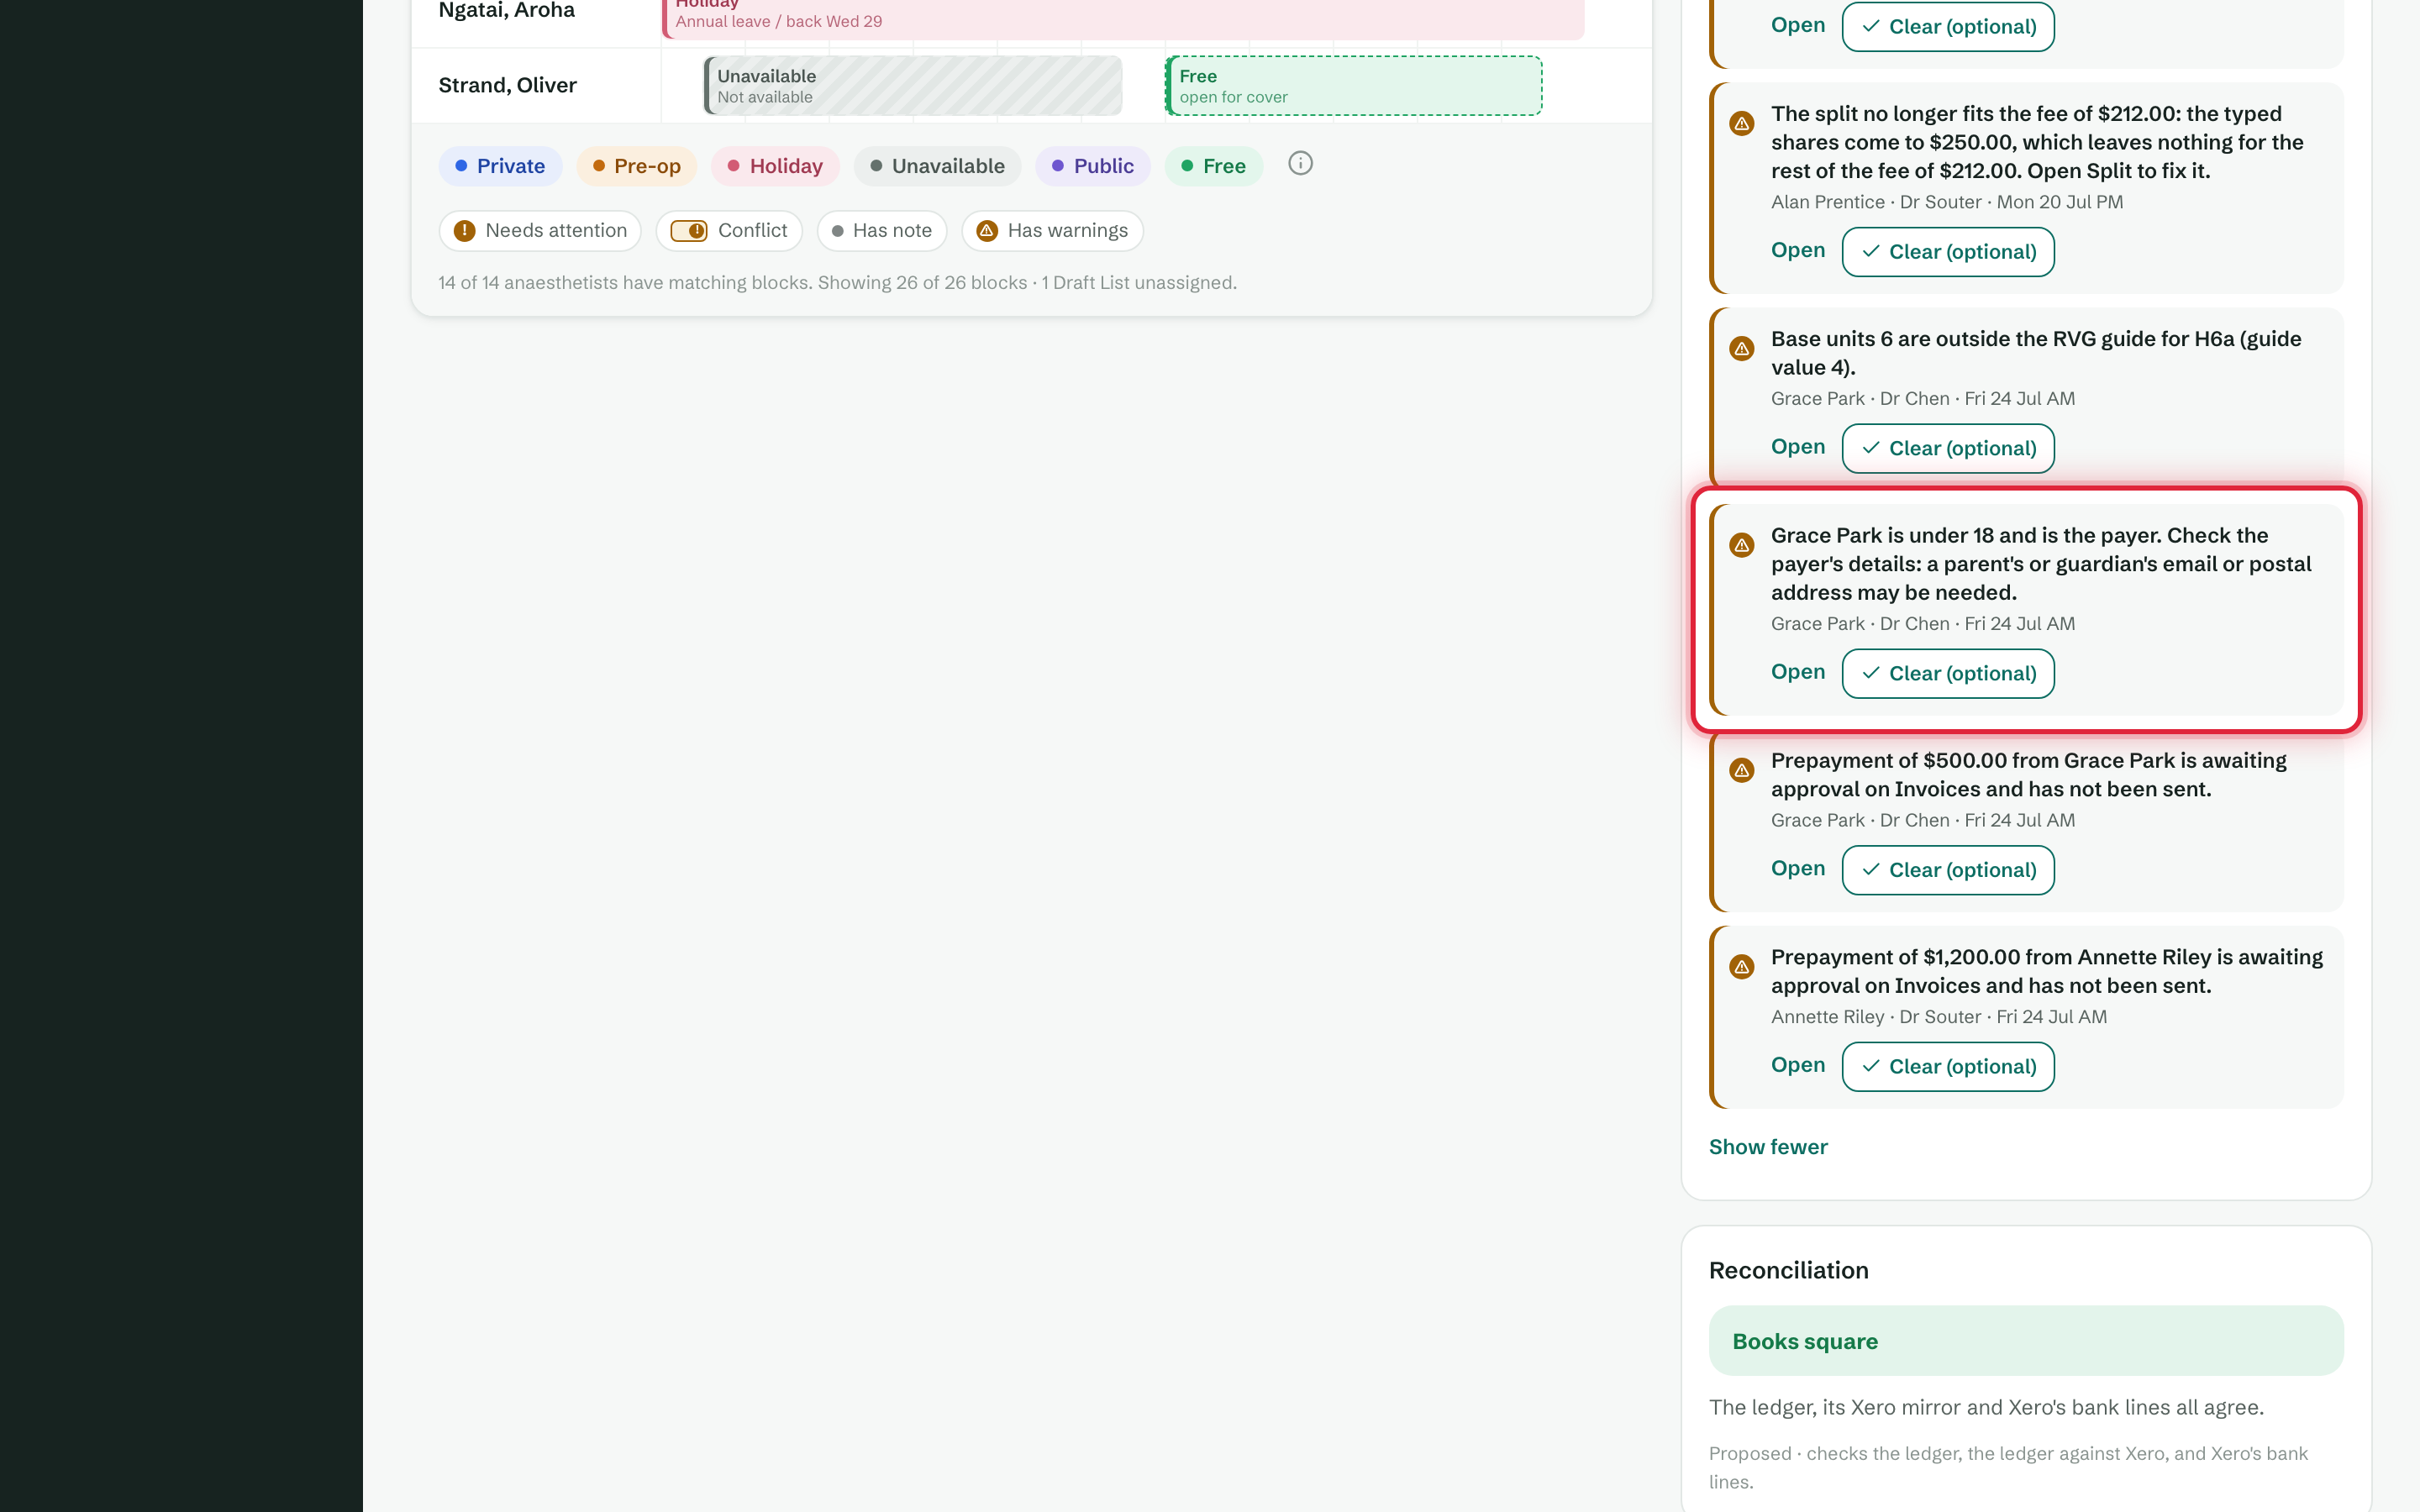 Ngatai, Aroha
Holiday
Annual leave / back Wed 29
Strand, Oliver
Unavailable
Not available
Free
open for cover
Private
Pre-op
Holiday
Unavailable
Public
Free
Needs attention
Conflict
Has note
Has warnings
14 of 14 anaesthetists have matching blocks. Showing 26 of 26 blocks · 1 Draft List unassigned.
Open
Clear (optional)
The split no longer fits the fee of $212.00: the typed
shares come to $250.00, which leaves nothing for the
rest of the fee of $212.00. Open Split to fix it.
Alan Prentice · Dr Souter · Mon 20 Jul PM
Open
Clear (optional)
Base units 6 are outside the RVG guide for H6a (guide
value 4).
Grace Park · Dr Chen · Fri 24 Jul AM
Open
Clear (optional)
Grace Park is under 18 and is the payer. Check the
payer's details: a parent's or guardian's email or postal
address may be needed.
Grace Park · Dr Chen · Fri 24 Jul AM
Open
Clear (optional)
Prepayment of $500.00 from Grace Park is awaiting
approval on Invoices and has not been sent.
Grace Park · Dr Chen · Fri 24 Jul AM
Open
Clear (optional)
Prepayment of $1,200.00 from Annette Riley is awaiting
approval on Invoices and has not been sent.
Annette Riley · Dr Souter · Fri 24 Jul AM
Open
Clear (optional)
Show fewer
Reconciliation
Books square
The ledger, its Xero mirror and Xero's bank lines all agree.
Proposed · checks the ledger, the ledger against Xero, and Xero's bank
lines.